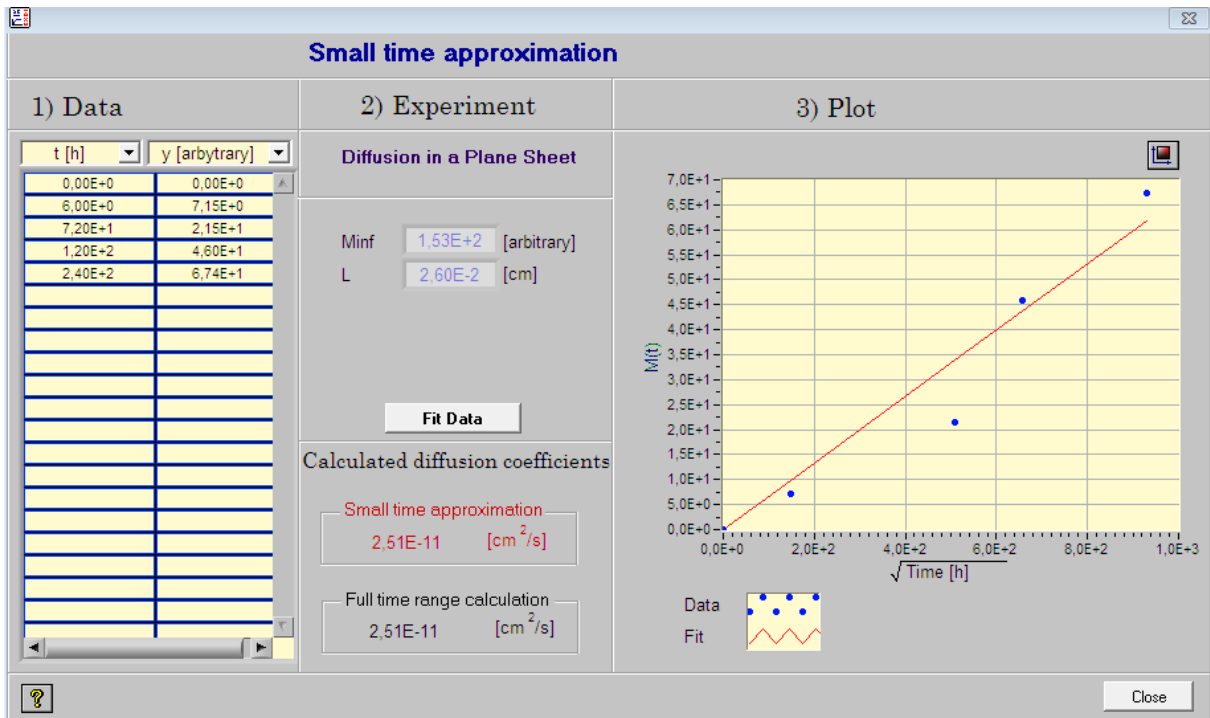 Small time approximation
1) Data
2) Experiment
3) Plot
t [h] y [arbytrary]
0,00E+0 0,00E+0
6,00E+0 7,15E+0
7,20E+1 2,15E+1
1,20E+2 4,60E+1
2,40E+2 6,74E+1
Diffusion in a Plane Sheet
Minf 1,53E+2 [arbitrary]
L 2,60E-2 [cm]
Fit Data
Calculated diffusion coefficients
Small time approximation
2,51E-11 [cm²/s]
Full time range calculation
2,51E-11 [cm²/s]
7,0E+1
6,5E+1
6,0E+1
5,5E+1
5,0E+1
4,5E+1
4,0E+1
3,5E+1
3,0E+1
2,5E+1
2,0E+1
1,5E+1
1,0E+1
5,0E+0
0,0E+0
M(t)
0,0E+0 2,0E+2 4,0E+2 6,0E+2 8,0E+2 1,0E+3
√Time [h]
Data
Fit
?
Close